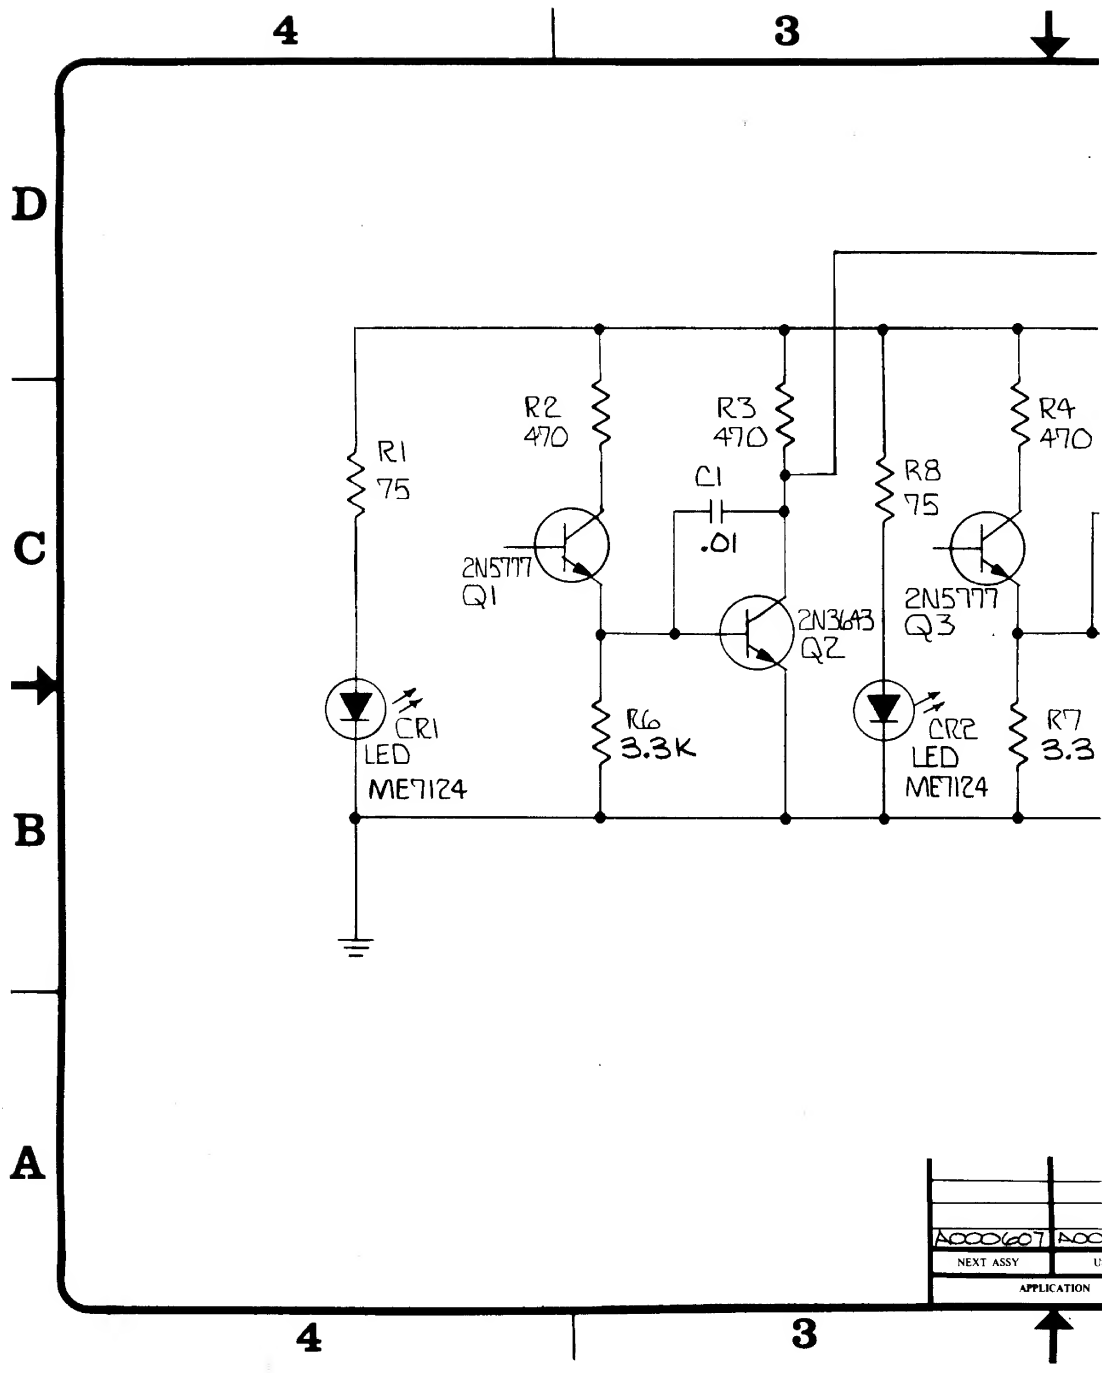 4 3
D
R2
470
R3
470
R4
470
R1
75
C1
.01
R8
75
C
2N5777
Q1
2N3643
Q2
2N5777
Q3
CR1
LED
ME7124
R6
3.3K
CR2
LED
ME7124
R7
3.3
B
A
A000607 A00
NEXT ASSY U
APPLICATION
4 3